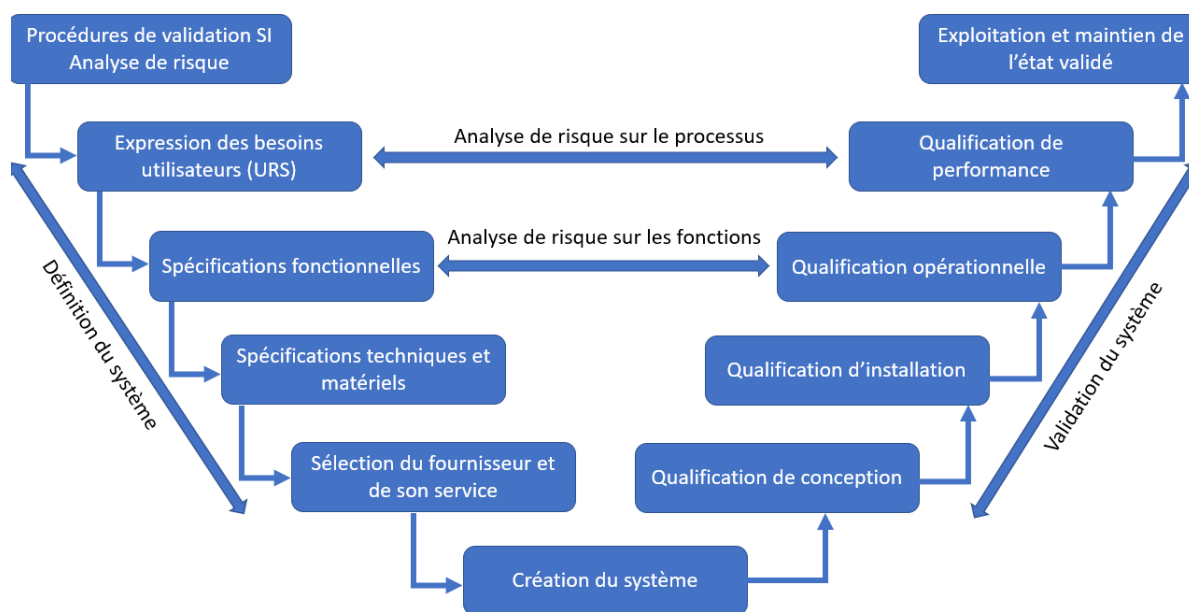 Procédures de validation SI
Analyse de risque
Exploitation et maintien de
l'état validé
Expression des besoins
utilisateurs (URS)
Analyse de risque sur le processus
Qualification de
performance
Spécifications fonctionnelles
Analyse de risque sur les fonctions
Qualification opérationnelle
Définition du système
Spécifications techniques et
matériels
Qualification d'installation
Validation du système
Sélection du fournisseur et
de son service
Qualification de conception
Création du système